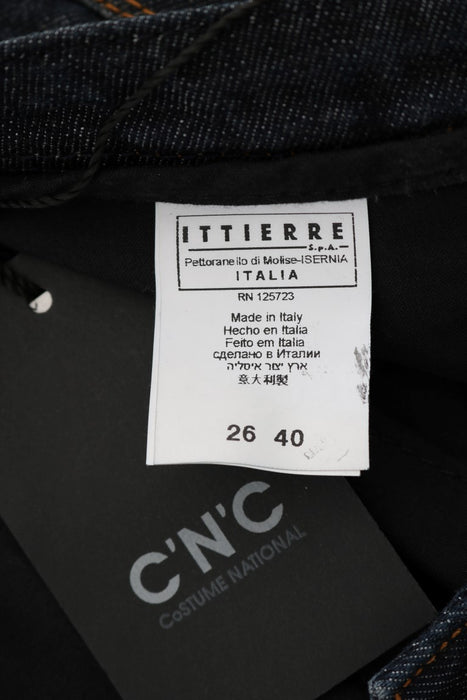 ITTIERRE
S.p.A.
Pettoranello di Molise-ISERNIA
ITALIA
RN 125723
Made in Italy
Hecho en Italia
Feito em Italia
сделано в Италии
ארץ יצור איטליה
意大利製
26 40
C'N'C
CoSTUME NATIONAL